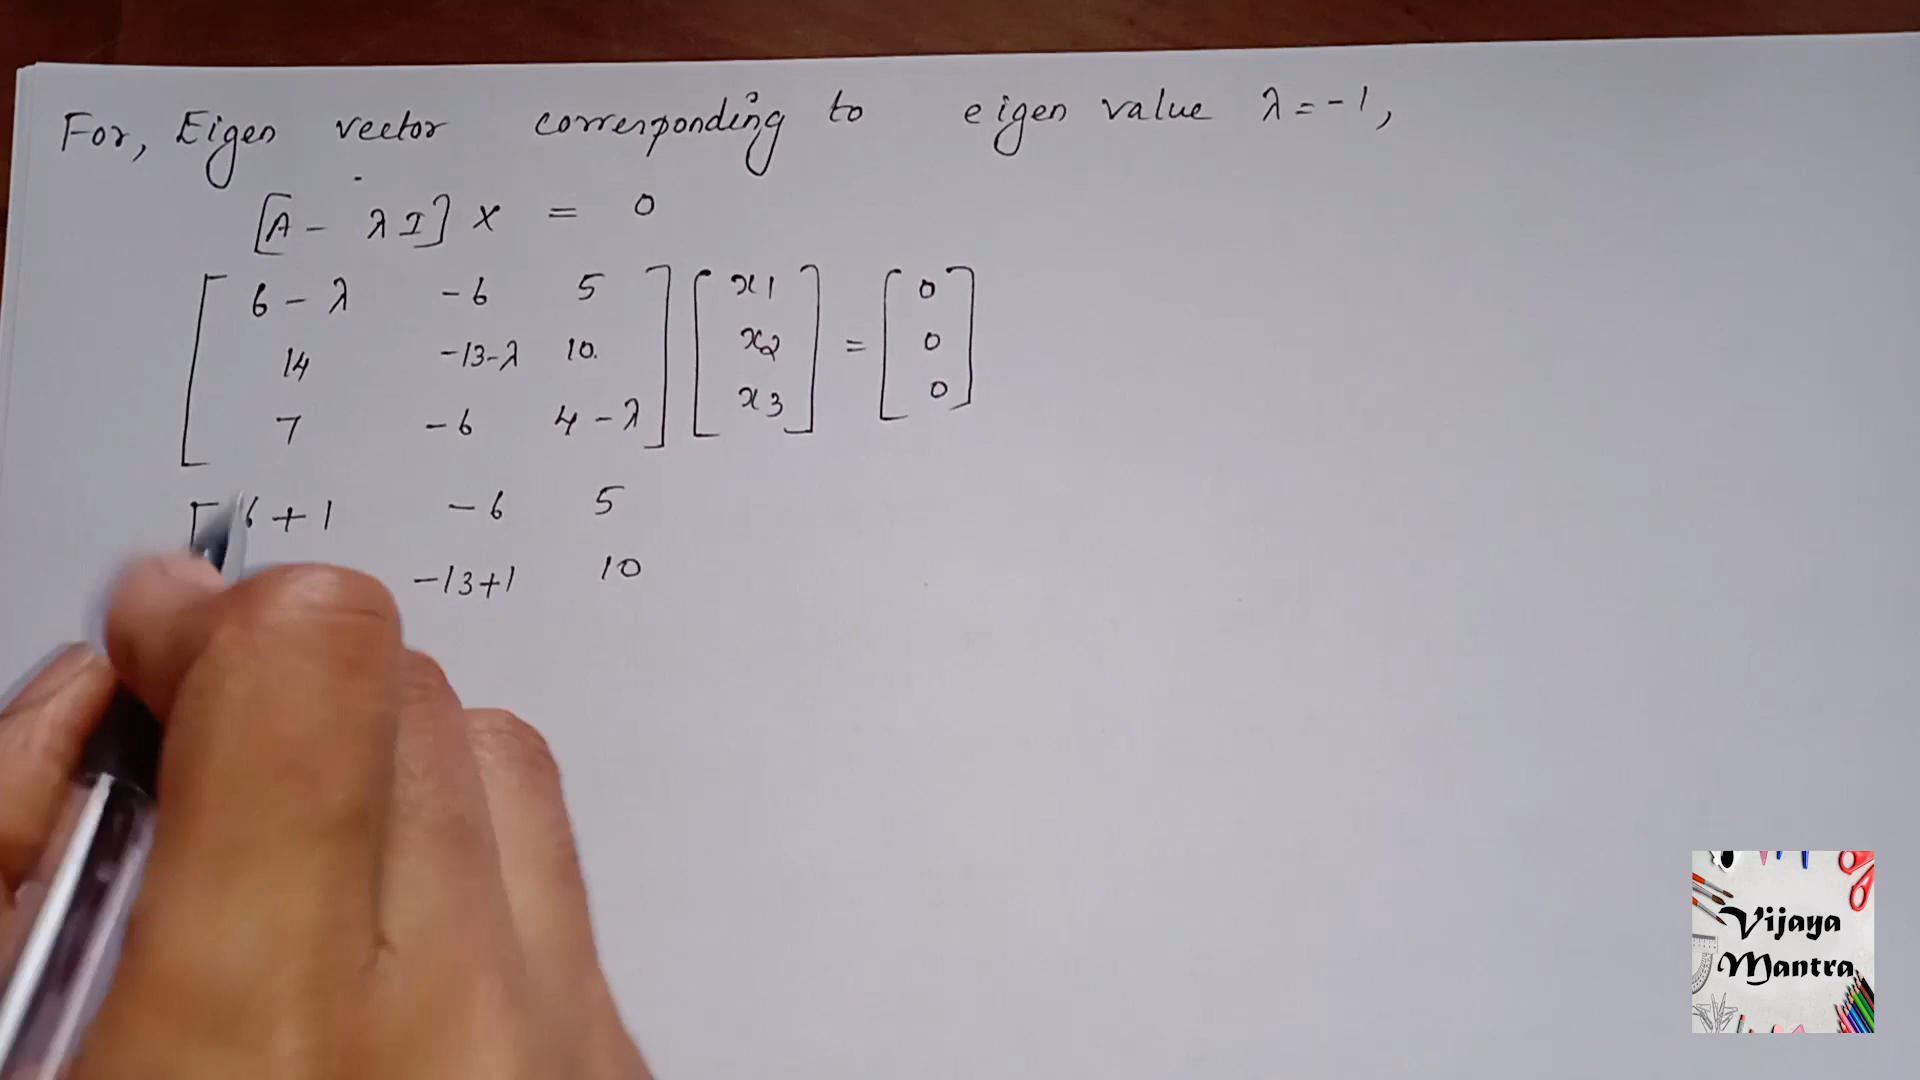 For, Eigen vector corresponding to eigen value λ = -1,
[A - λI] X = 0
6-λ -6 5 x1 0
14 -13-λ 10 x2 = 0
7 -6 4-λ x3 0
6+1 -6 5
-13+1 10
Vijaya
Mantra